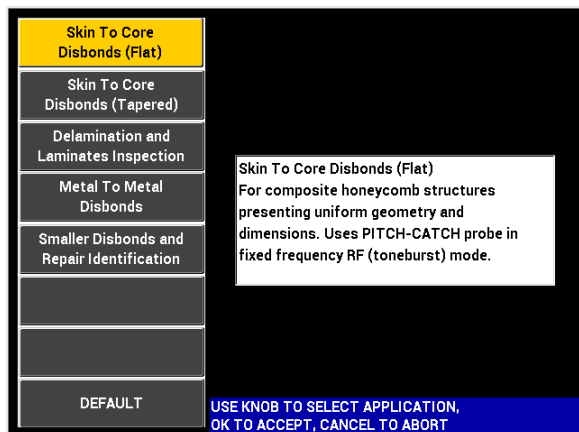 Skin To Core
Disbonds (Flat)
Skin To Core
Disbonds (Tapered)
Delamination and
Laminates Inspection
Metal To Metal
Disbonds
Smaller Disbonds and
Repair Identification
DEFAULT
Skin To Core Disbonds (Flat)
For composite honeycomb structures
presenting uniform geometry and
dimensions. Uses PITCH-CATCH probe in
fixed frequency RF (toneburst) mode.
USE KNOB TO SELECT APPLICATION,
OK TO ACCEPT, CANCEL TO ABORT